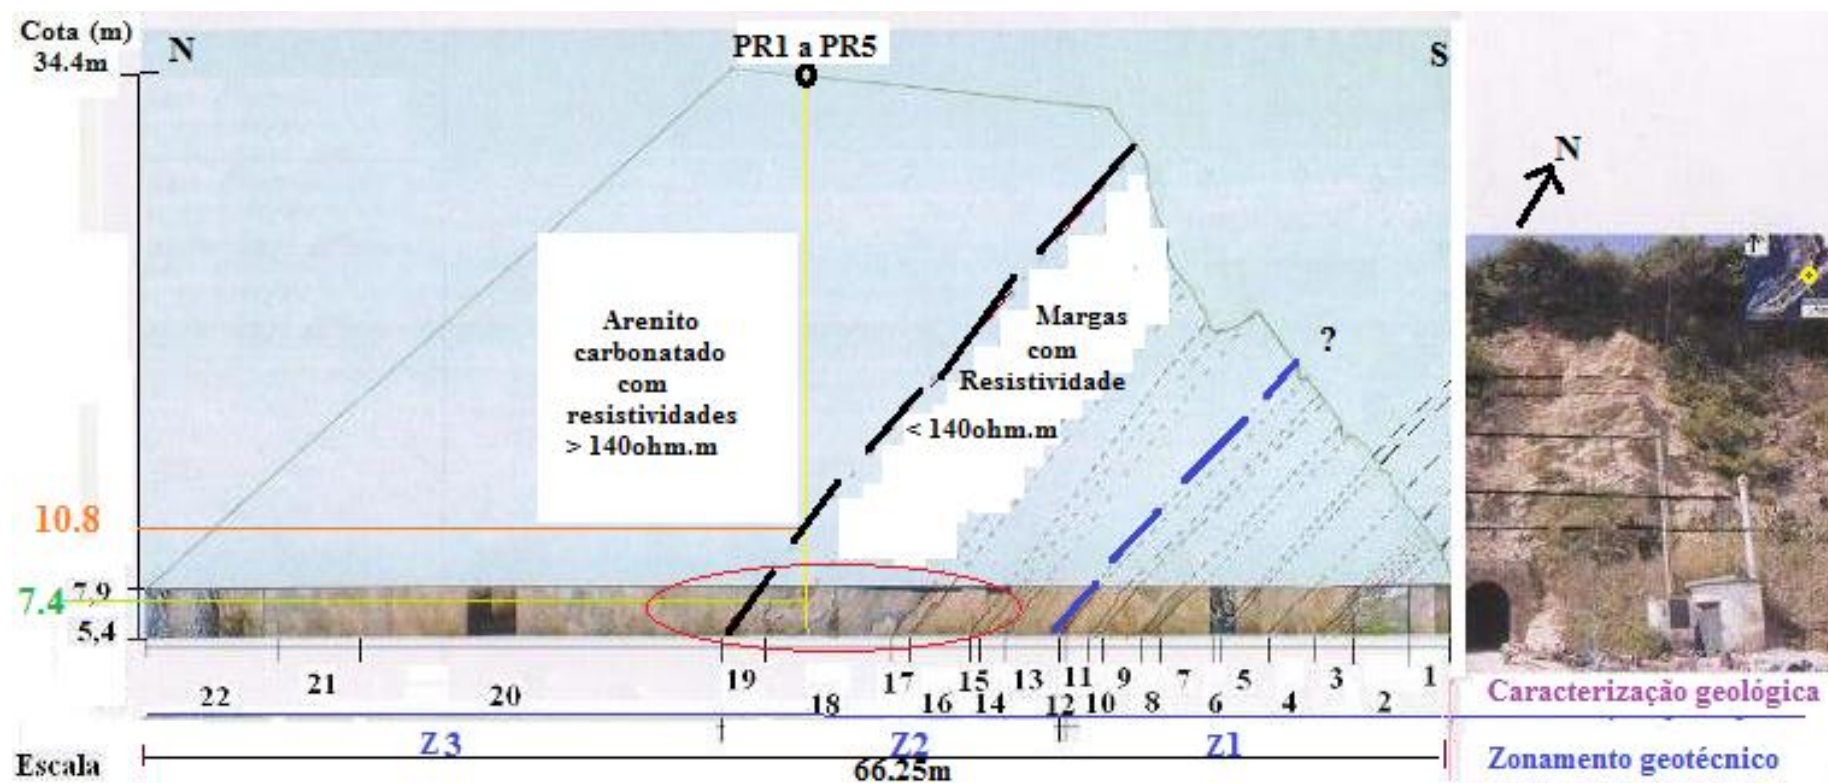 Cota (m)
34.4m
N
PR1 a PR5
S
N
Arenito
carbonatado
com
resistividades
> 140ohm.m
Margas
com
Resistividade
< 140ohm.m
?
10.8
7.9
7.4
5.4
22
21
20
19
18
17
16
15
14
13
12
11
10
9
8
7
6
5
4
3
2
1
Caracterização geológica
Z3
Z2
Z1
Zonamento geotécnico
Escala
66.25m